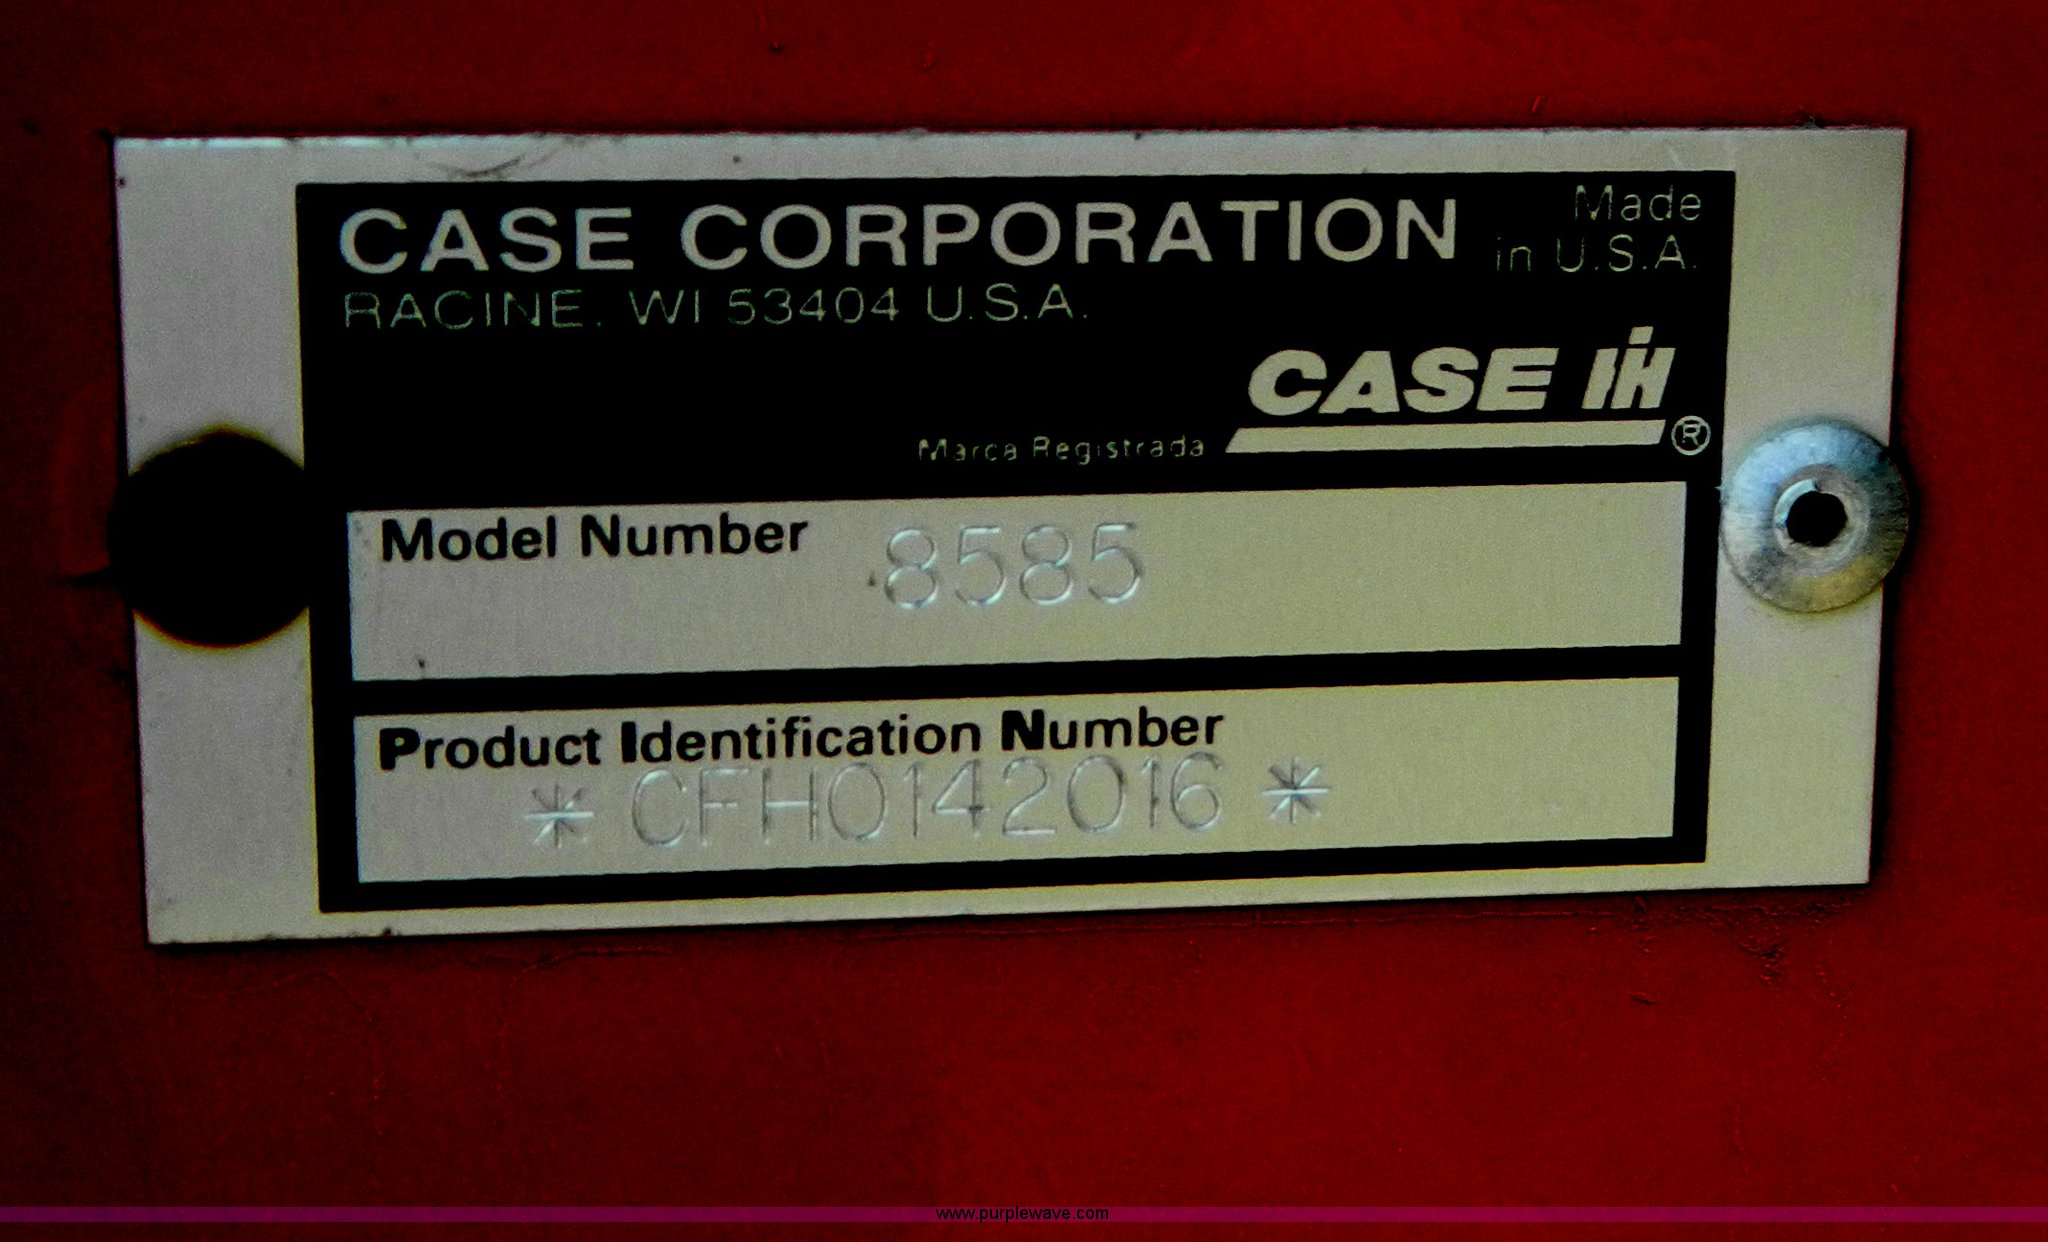 CASE CORPORATION
Made
in U.S.A.
RACINE, WI 53404 U.S.A.
CASE IH
Marca Registrada ®
Model Number 8585
Product Identification Number
* CFH0142016 *
www.purplewave.com